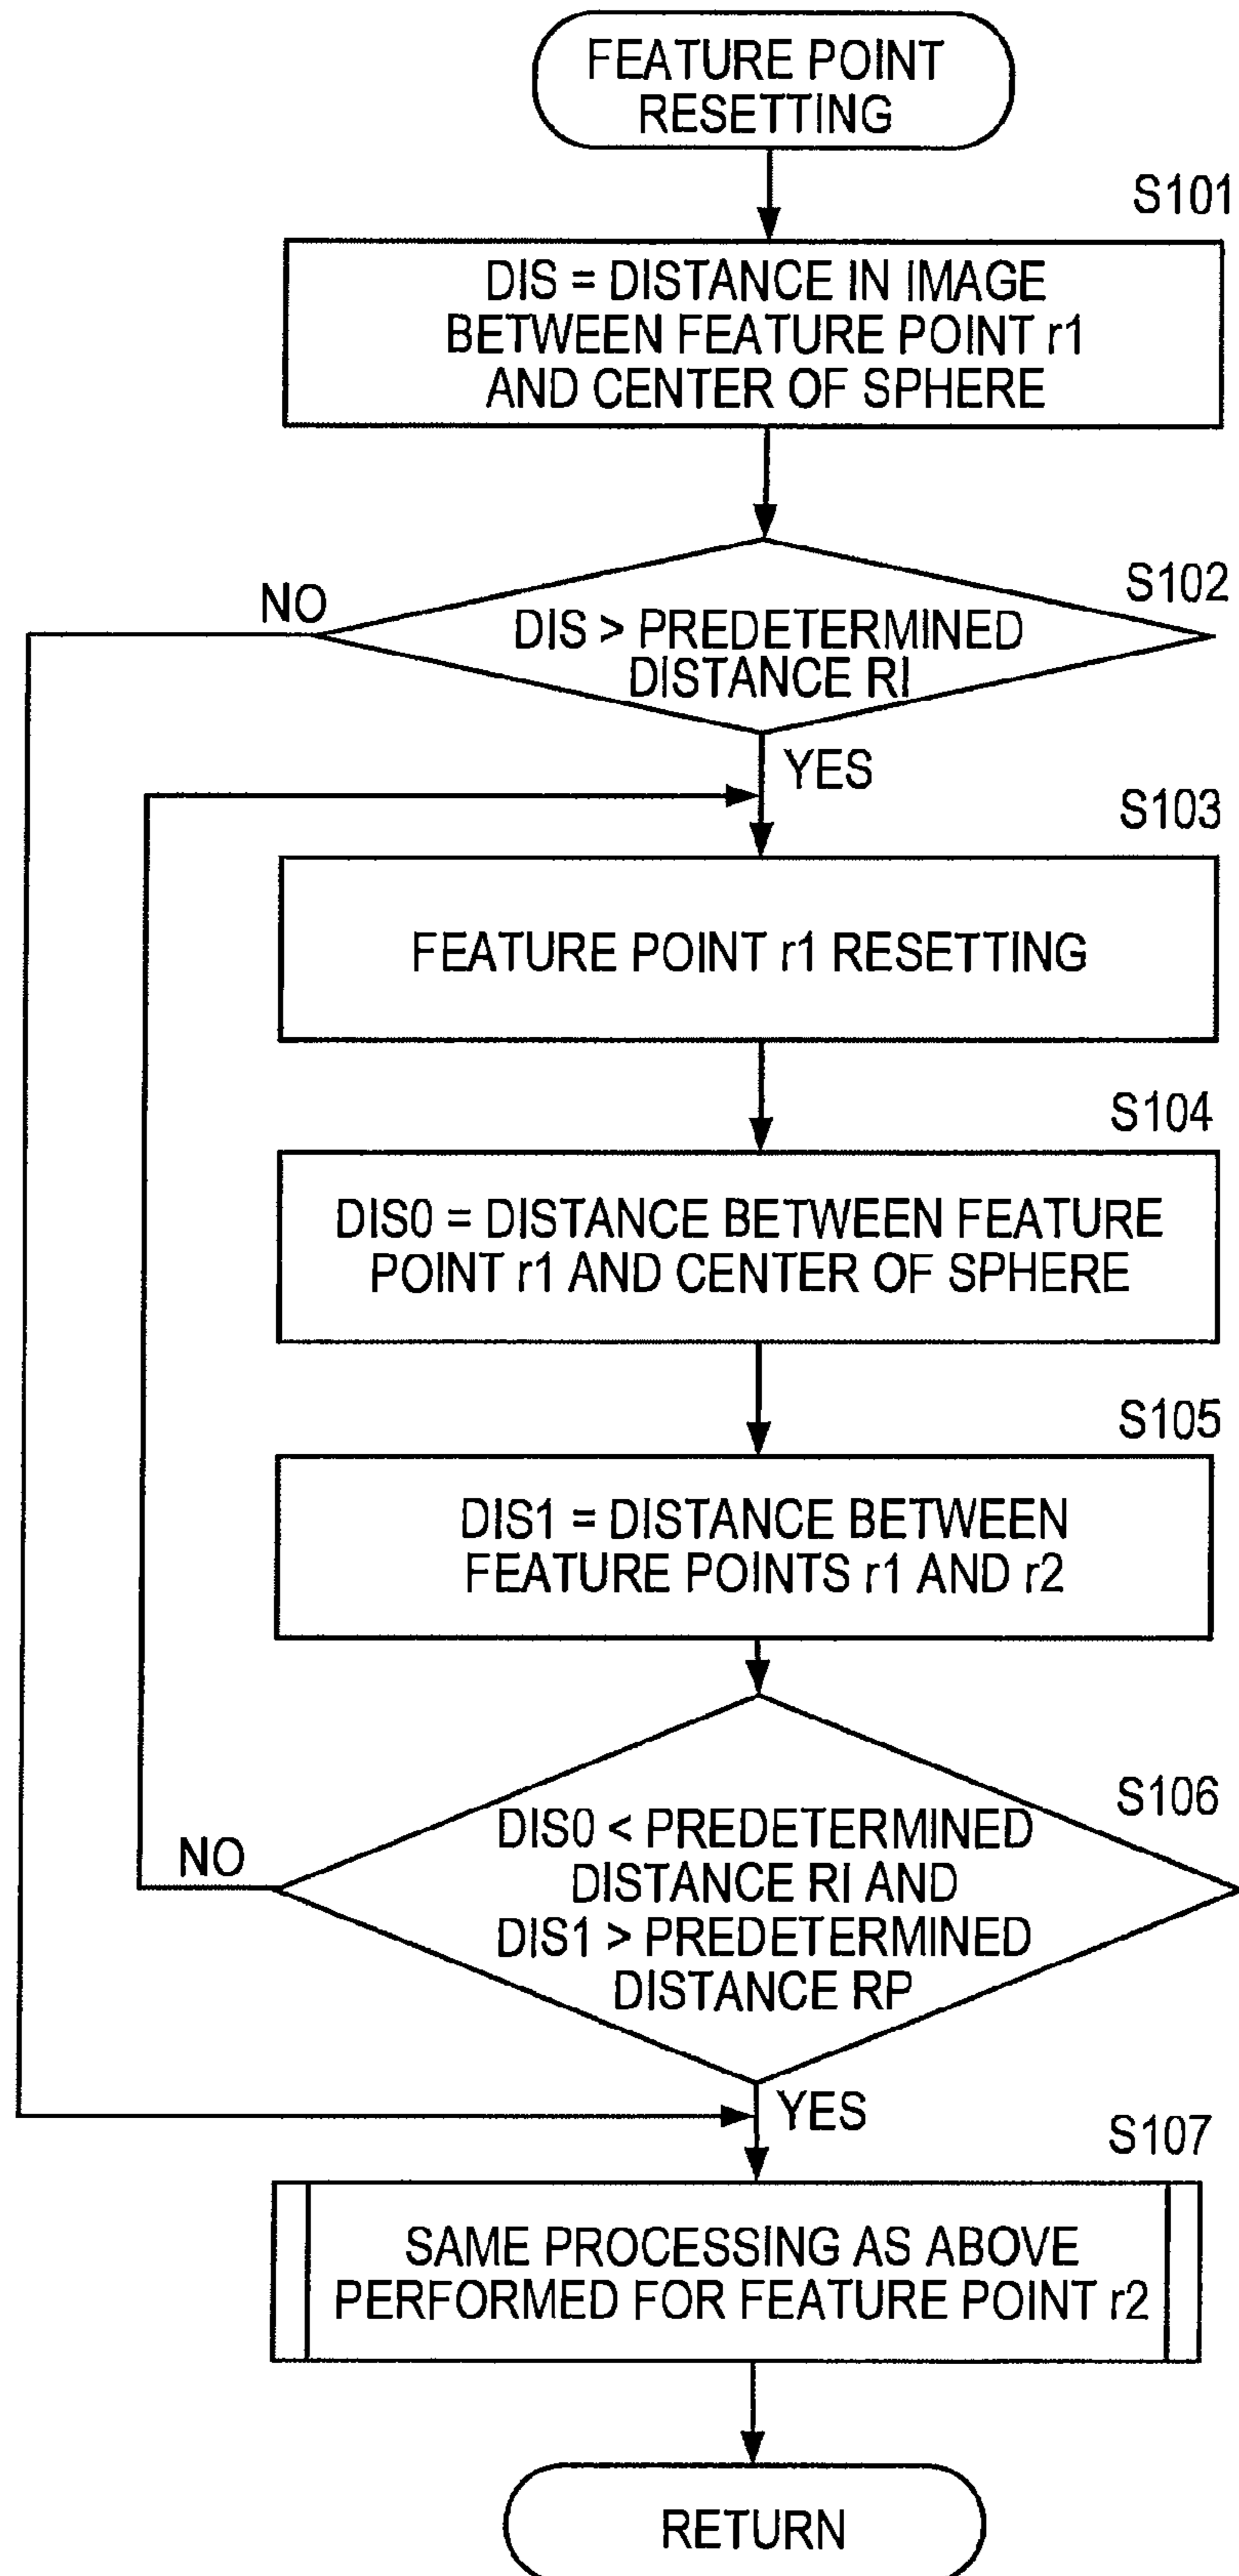 FEATURE POINT
RESETTING
S101
DIS = DISTANCE IN IMAGE
BETWEEN FEATURE POINT r1
AND CENTER OF SPHERE
S102
NO
DIS > PREDETERMINED
DISTANCE RI
YES
S103
FEATURE POINT r1 RESETTING
S104
DIS0 = DISTANCE BETWEEN FEATURE
POINT r1 AND CENTER OF SPHERE
S105
DIS1 = DISTANCE BETWEEN
FEATURE POINTS r1 AND r2
S106
NO
DIS0 < PREDETERMINED
DISTANCE RI AND
DIS1 > PREDETERMINED
DISTANCE RP
YES
S107
SAME PROCESSING AS ABOVE
PERFORMED FOR FEATURE POINT r2
RETURN